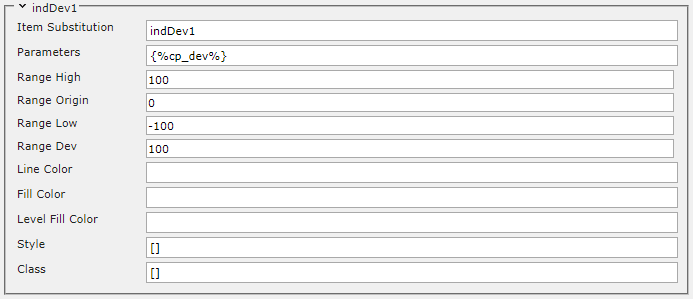 indDev1
Item Substitution indDev1
Parameters {%cp_dev%}
Range High 100
Range Origin 0
Range Low -100
Range Dev 100
Line Color
Fill Color
Level Fill Color
Style []
Class []